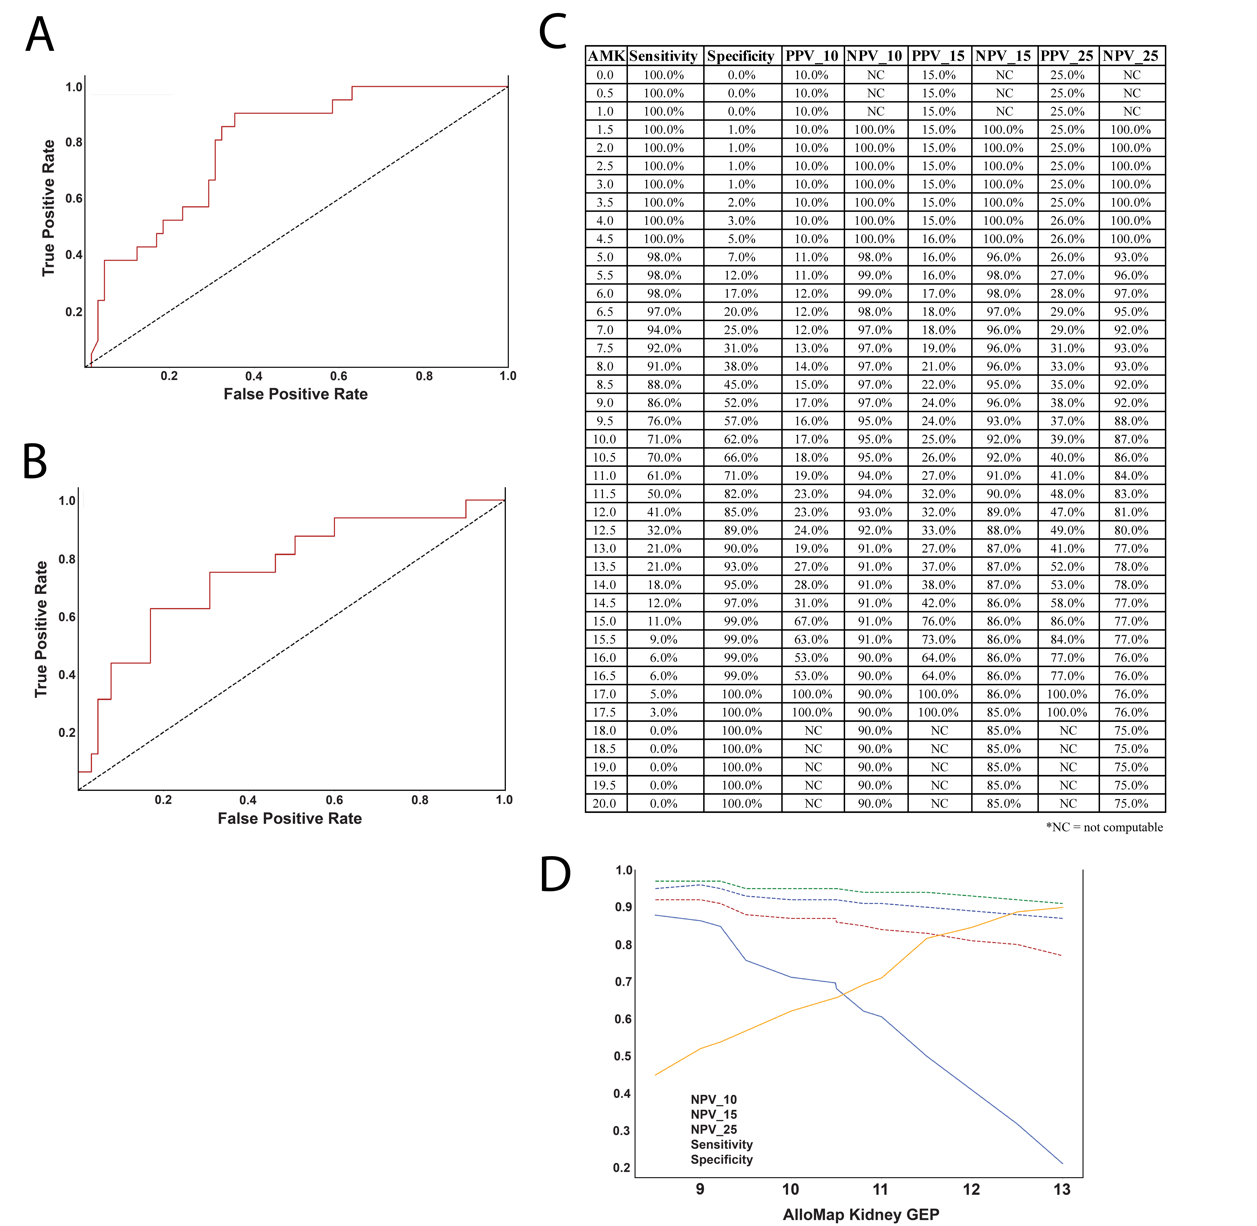 A
1.0
0.8
0.6
0.4
0.2
True Positive Rate
0.2 0.4 0.6 0.8 1.0
False Positive Rate
B
1.0
0.8
0.6
0.4
0.2
True Positive Rate
0.2 0.4 0.6 0.8 1.0
False Positive Rate
C
AMK Sensitivity Specificity PPV_10 NPV_10 PPV_15 NPV_15 PPV_25 NPV_25
0.0 100.0% 0.0% 10.0% NC 15.0% NC 25.0% NC
0.5 100.0% 0.0% 10.0% NC 15.0% NC 25.0% NC
1.0 100.0% 0.0% 10.0% NC 15.0% NC 25.0% NC
1.5 100.0% 1.0% 10.0% 100.0% 15.0% 100.0% 25.0% 100.0%
2.0 100.0% 1.0% 10.0% 100.0% 15.0% 100.0% 25.0% 100.0%
2.5 100.0% 1.0% 10.0% 100.0% 15.0% 100.0% 25.0% 100.0%
3.0 100.0% 1.0% 10.0% 100.0% 15.0% 100.0% 25.0% 100.0%
3.5 100.0% 2.0% 10.0% 100.0% 15.0% 100.0% 25.0% 100.0%
4.0 100.0% 3.0% 10.0% 100.0% 15.0% 100.0% 26.0% 100.0%
4.5 100.0% 5.0% 10.0% 100.0% 16.0% 100.0% 26.0% 100.0%
5.0 98.0% 7.0% 11.0% 98.0% 16.0% 96.0% 26.0% 93.0%
5.5 98.0% 12.0% 11.0% 99.0% 16.0% 98.0% 27.0% 96.0%
6.0 98.0% 17.0% 12.0% 99.0% 17.0% 98.0% 28.0% 97.0%
6.5 97.0% 20.0% 12.0% 98.0% 18.0% 97.0% 29.0% 95.0%
7.0 94.0% 25.0% 12.0% 97.0% 18.0% 96.0% 29.0% 92.0%
7.5 92.0% 31.0% 13.0% 97.0% 19.0% 96.0% 31.0% 93.0%
8.0 91.0% 38.0% 14.0% 97.0% 21.0% 96.0% 33.0% 93.0%
8.5 88.0% 45.0% 15.0% 97.0% 22.0% 95.0% 35.0% 92.0%
9.0 86.0% 52.0% 17.0% 97.0% 24.0% 96.0% 38.0% 92.0%
9.5 76.0% 57.0% 16.0% 95.0% 24.0% 93.0% 37.0% 88.0%
10.0 71.0% 62.0% 17.0% 95.0% 25.0% 92.0% 39.0% 87.0%
10.5 70.0% 66.0% 18.0% 95.0% 26.0% 92.0% 40.0% 86.0%
11.0 61.0% 71.0% 19.0% 94.0% 27.0% 91.0% 41.0% 84.0%
11.5 50.0% 82.0% 23.0% 94.0% 32.0% 90.0% 48.0% 83.0%
12.0 41.0% 85.0% 23.0% 93.0% 32.0% 89.0% 47.0% 81.0%
12.5 32.0% 89.0% 24.0% 92.0% 33.0% 88.0% 49.0% 80.0%
13.0 21.0% 90.0% 19.0% 91.0% 27.0% 87.0% 41.0% 77.0%
13.5 21.0% 93.0% 27.0% 91.0% 37.0% 87.0% 52.0% 78.0%
14.0 18.0% 95.0% 28.0% 91.0% 38.0% 87.0% 53.0% 78.0%
14.5 12.0% 97.0% 31.0% 91.0% 42.0% 86.0% 58.0% 77.0%
15.0 11.0% 99.0% 67.0% 91.0% 76.0% 86.0% 86.0% 77.0%
15.5 9.0% 99.0% 63.0% 91.0% 73.0% 86.0% 84.0% 77.0%
16.0 6.0% 99.0% 53.0% 90.0% 64.0% 86.0% 77.0% 76.0%
16.5 6.0% 99.0% 53.0% 90.0% 64.0% 86.0% 77.0% 76.0%
17.0 5.0% 100.0% 100.0% 90.0% 100.0% 86.0% 100.0% 76.0%
17.5 3.0% 100.0% 100.0% 90.0% 100.0% 85.0% 100.0% 76.0%
18.0 0.0% 100.0% NC 90.0% NC 85.0% NC 75.0%
18.5 0.0% 100.0% NC 90.0% NC 85.0% NC 75.0%
19.0 0.0% 100.0% NC 90.0% NC 85.0% NC 75.0%
19.5 0.0% 100.0% NC 90.0% NC 85.0% NC 75.0%
20.0 0.0% 100.0% NC 90.0% NC 85.0% NC 75.0%
*NC = not computable
D
1.0
0.9
0.8
0.7
0.6
0.5
0.4
0.3
0.2
NPV_10
NPV_15
NPV_25
Sensitivity
Specificity
9 10 11 12 13
AlloMap Kidney GEP